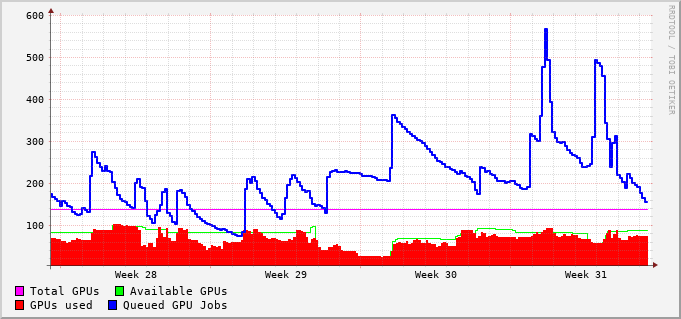 600
500
400
300
200
100
Week 28 Week 29 Week 30 Week 31
Total GPUs Available GPUs
GPUs used Queued GPU Jobs
RRDTOOL / TOBI OETIKER